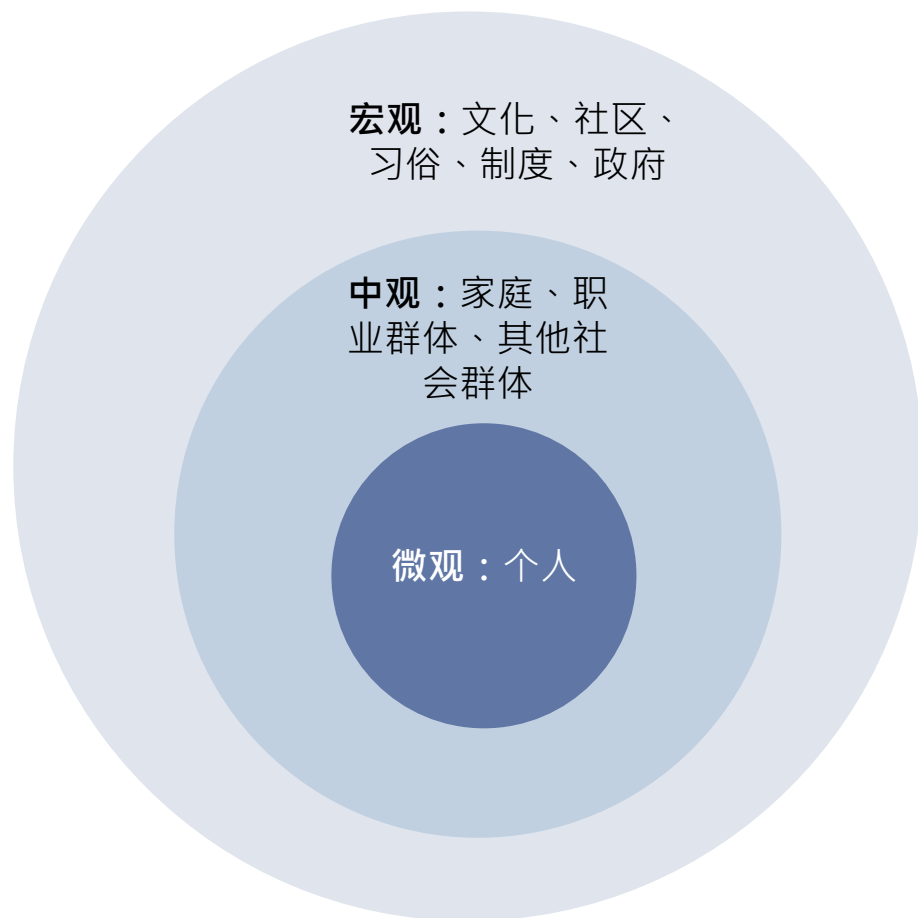 宏观：文化、社区、
习俗、制度、政府
中观：家庭、职
业群体、其他社
会群体
微观：个人